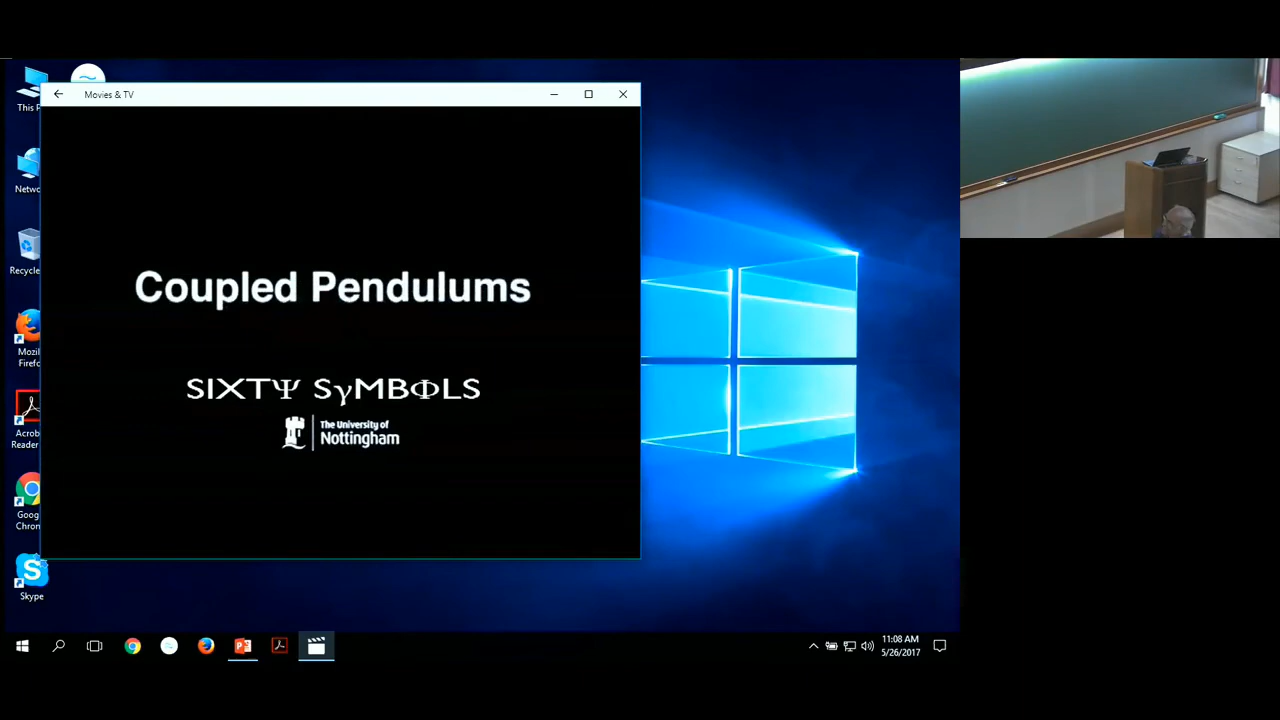 This P
Movies & TV
Netwo
Recycle
Mozil
Firefo
Acrob
Reader
Goog
Chron
Skype
Coupled Pendulums
SIXTΨ SγMBΦLS
The University of
Nottingham
11:08 AM
5/26/2017